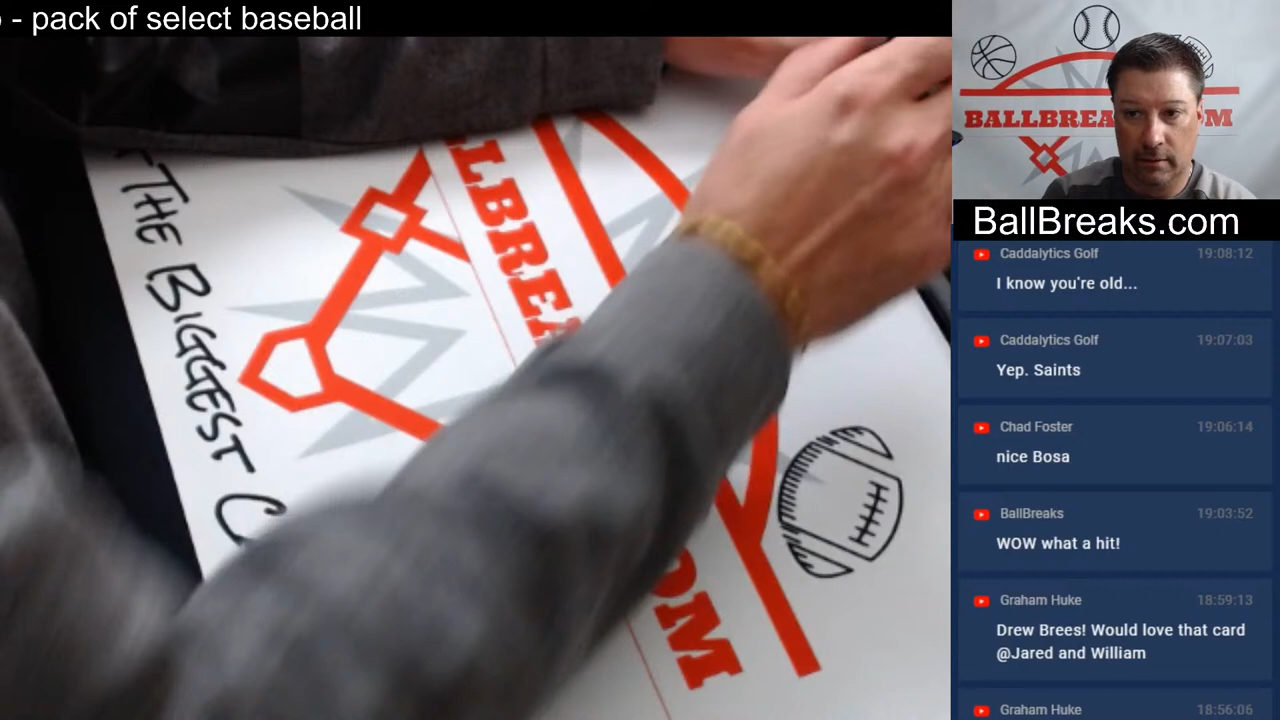 - pack of select baseball
THE BIGGEST
BALLBREA
OM
BallBreaks.com
Caddalytics Golf 19:08:12
I know you're old...
Caddalytics Golf 19:07:03
Yep. Saints
Chad Foster 19:06:14
nice Bosa
BallBreaks 19:03:52
WOW what a hit!
Graham Huke 18:59:13
Drew Brees! Would love that card
@Jared and William
Graham Huke 18:56:06